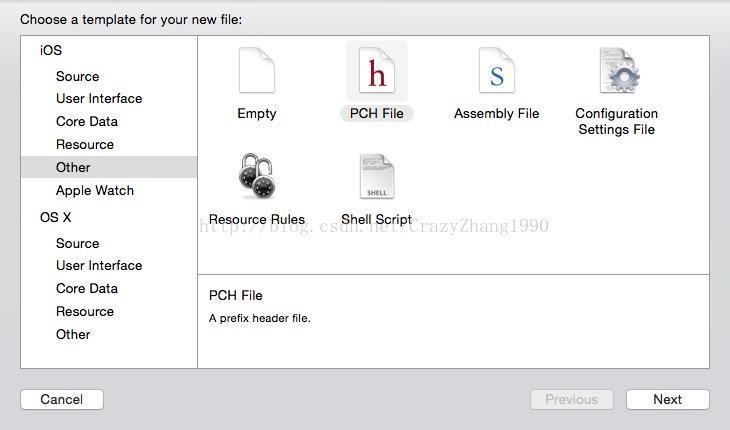 Choose a template for your new file:
iOS
Source
User Interface
Core Data
Resource
Other
Apple Watch
OS X
Source
User Interface
Core Data
Resource
Other
h
S
SHELL
Empty
PCH File
Assembly File
Configuration
Settings File
Resource Rules
Shell Script
http://blog.csdn.net/CrazyZhang1990
PCH File
A prefix header file.
Cancel
Previous
Next